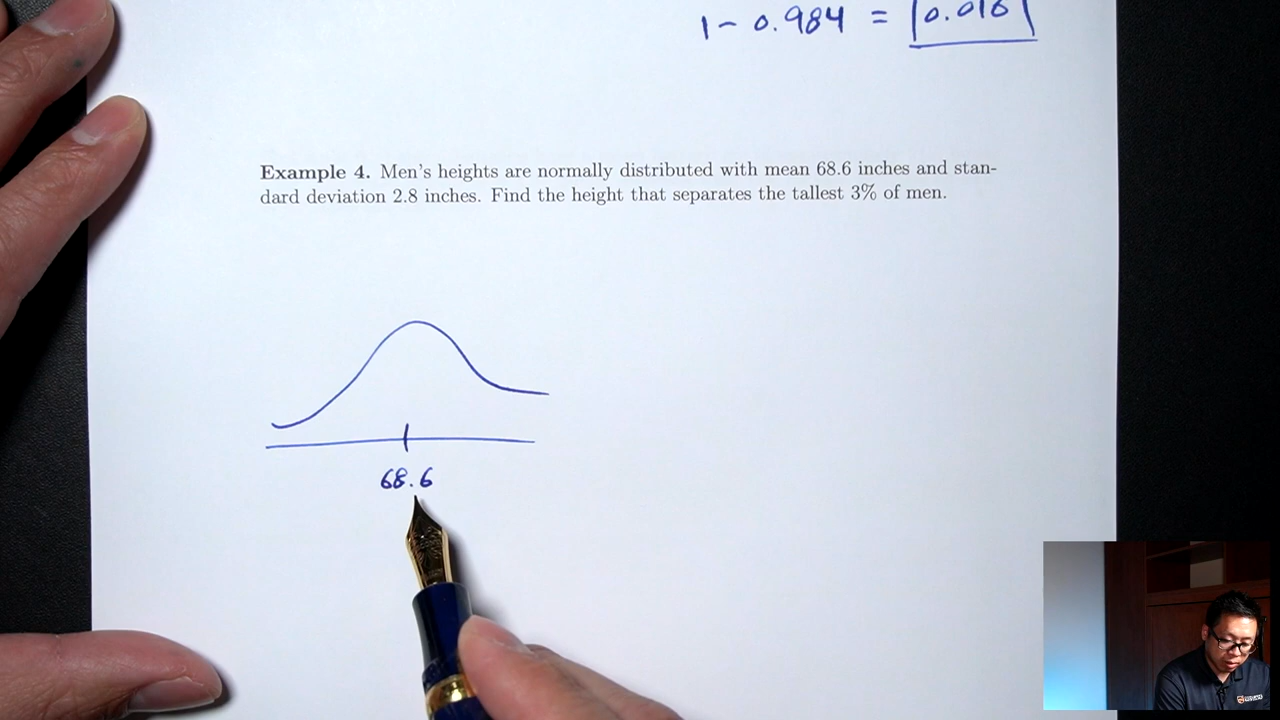 1 - 0.984 = 0.016
Example 4. Men's heights are normally distributed with mean 68.6 inches and stan-
dard deviation 2.8 inches. Find the height that separates the tallest 3% of men.
68.6